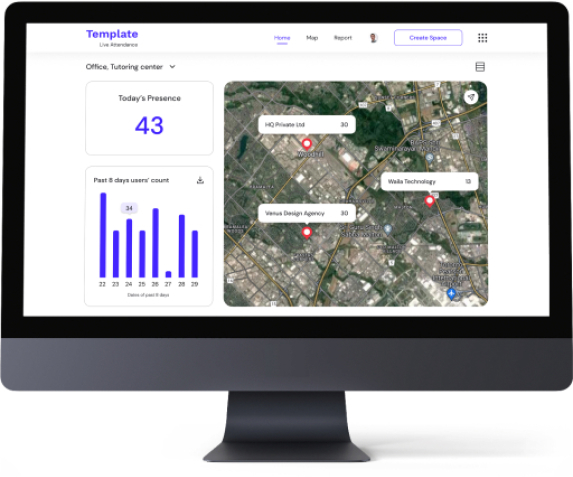 Template
Live Attendance
Home
Map
Report
Create Space
Office, Tutoring center
Today's Presence
43
Past 8 days users' count
34
22 23 24 25 26 27 28 29
Dates of past 8 days
HQ Private Ltd 30
Walla Technology 13
Venus Design Agency 30